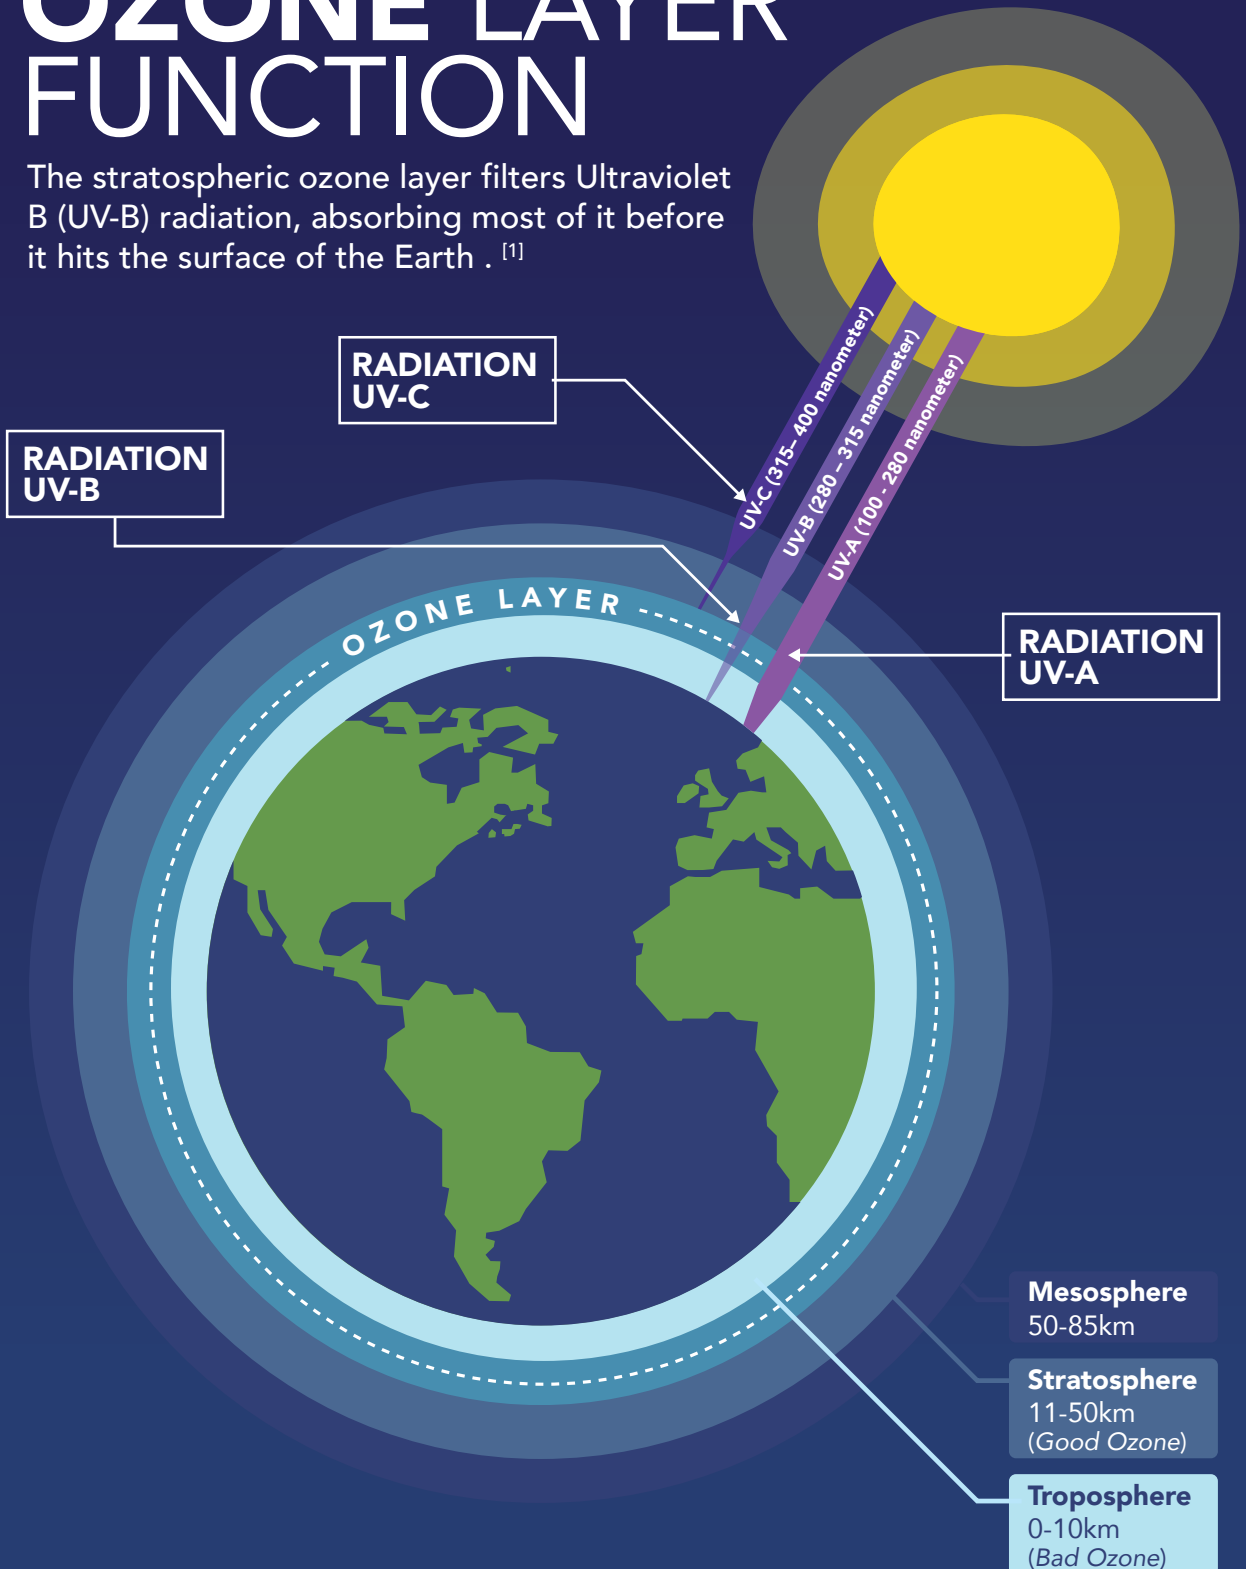 OZONE LAYER
FUNCTION
The stratospheric ozone layer filters Ultraviolet
B (UV-B) radiation, absorbing most of it before
it hits the surface of the Earth . [1]
RADIATION
UV-C
RADIATION
UV-B
UV-C (315– 400 nanometer)
UV-B (280 – 315 nanometer)
UV-A (100 - 280 nanometer)
OZONE LAYER
RADIATION
UV-A
Mesosphere
50-85km
Stratosphere
11-50km
(Good Ozone)
Troposphere
0-10km
(Bad Ozone)